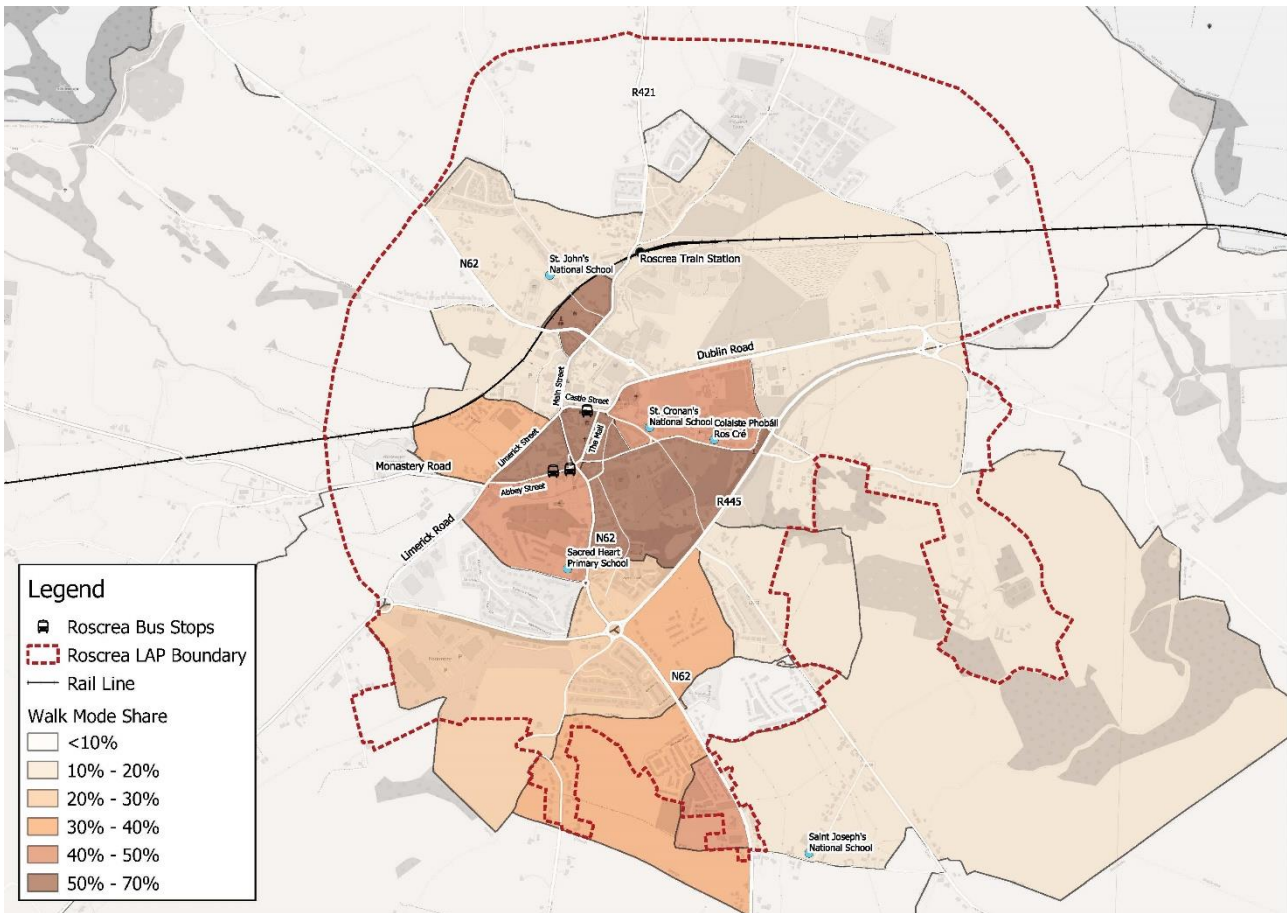 R421
N62
St. John's
National School
Roscrea Train Station
Dublin Road
Main Street
Castle Street
St. Cronan's
National School
Colaiste Phobáil
Ros Cré
The Mall
Limerick Street
Monastery Road
Abbey Street
R445
Limerick Road
N62
Sacred Heart
Primary School
N62
Saint Joseph's
National School
Legend
Roscrea Bus Stops
Roscrea LAP Boundary
Rail Line
Walk Mode Share
<10%
10% - 20%
20% - 30%
30% - 40%
40% - 50%
50% - 70%